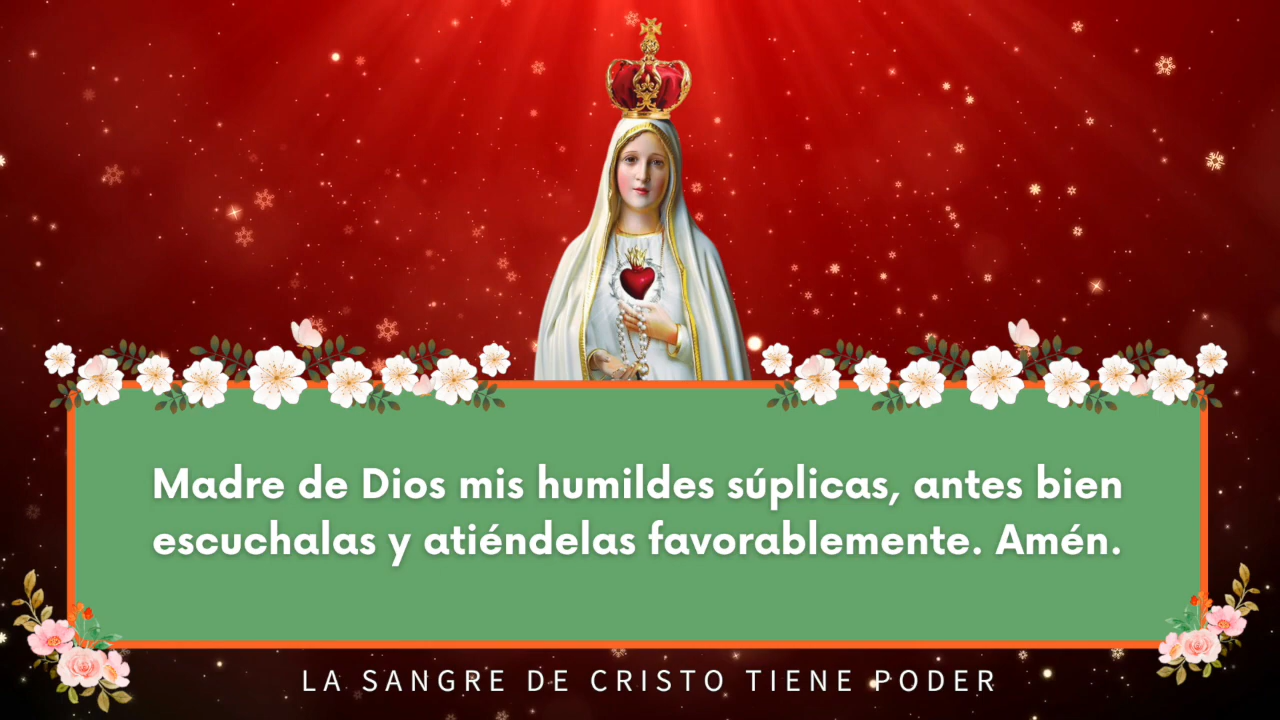 Madre de Dios mis humildes súplicas, antes bien
escuchalas y atiéndelas favorablemente. Amén.
LA SANGRE DE CRISTO TIENE PODER